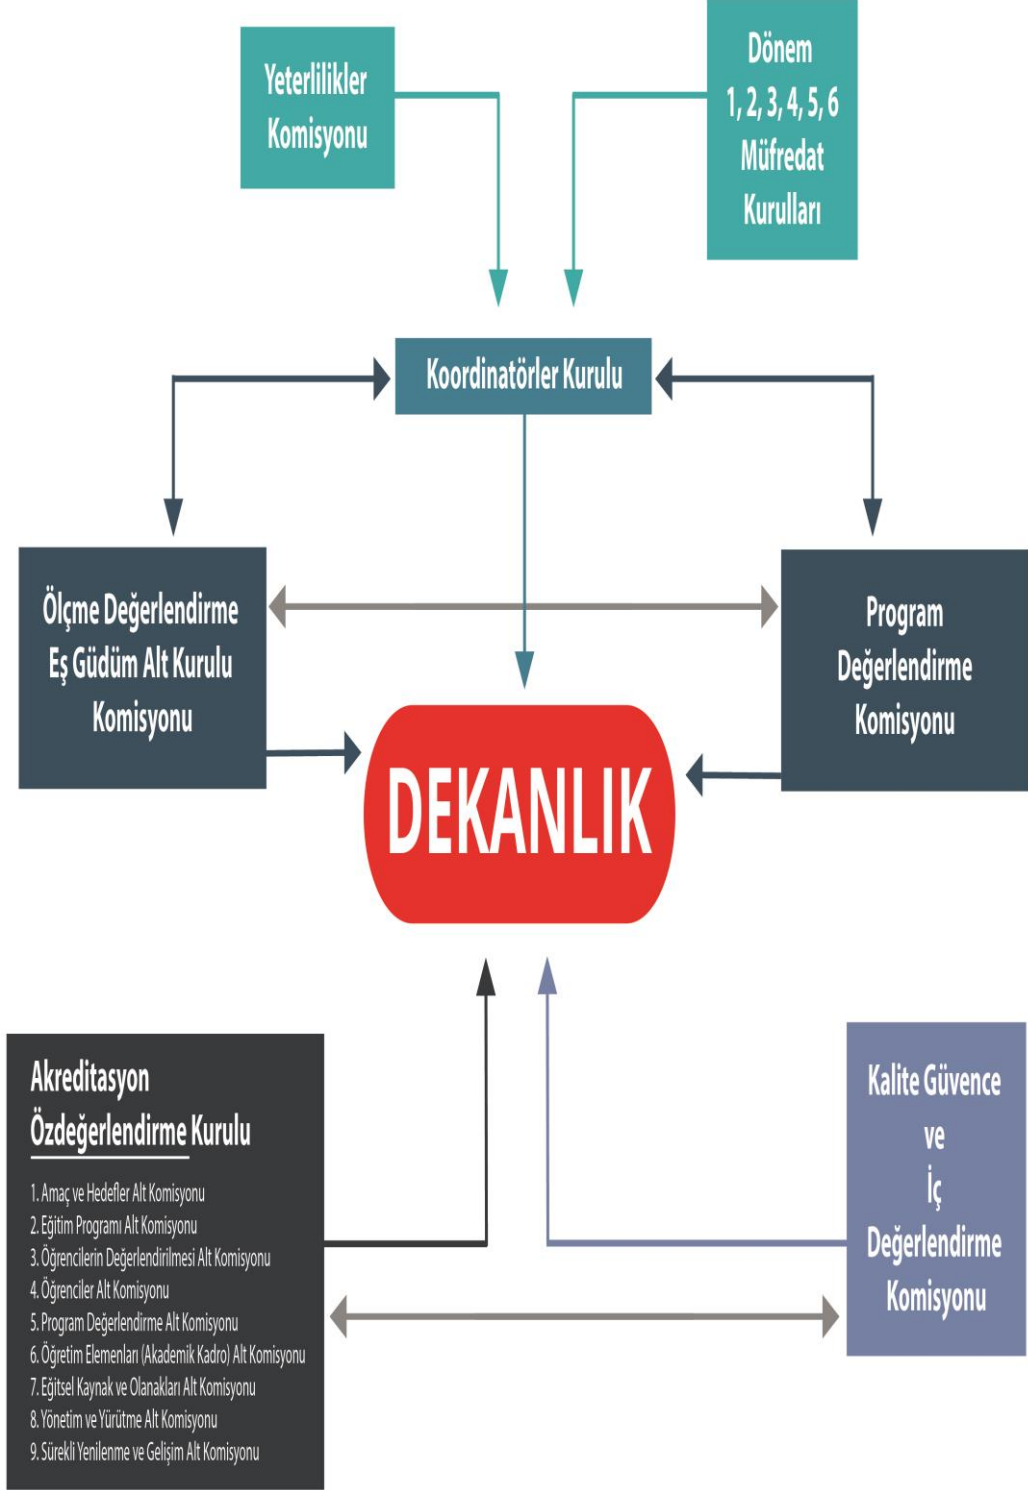 Yeterlilikler
Komisyonu
Dönem
1, 2, 3, 4, 5, 6
Müfredat
Kurulları
Koordinatörler Kurulu
Ölçme Değerlendirme
Eş Güdüm Alt Kurulu
Komisyonu
Program
Değerlendirme
Komisyonu
DEKANLIK
Akreditasyon
Özdeğerlendirme Kurulu
1. Amaç ve Hedefler Alt Komisyonu
2. Eğitim Programı Alt Komisyonu
3. Öğrencilerin Değerlendirilmesi Alt Komisyonu
4. Öğrenciler Alt Komisyonu
5. Program Değerlendirme Alt Komisyonu
6. Öğretim Elemenları (Akademik Kadro) Alt Komisyonu
7. Eğitsel Kaynak ve Olanakları Alt Komisyonu
8. Yönetim ve Yürütme Alt Komisyonu
9. Sürekli Yenilenme ve Gelişim Alt Komisyonu
Kalite Güvence
ve
İç
Değerlendirme
Komisyonu